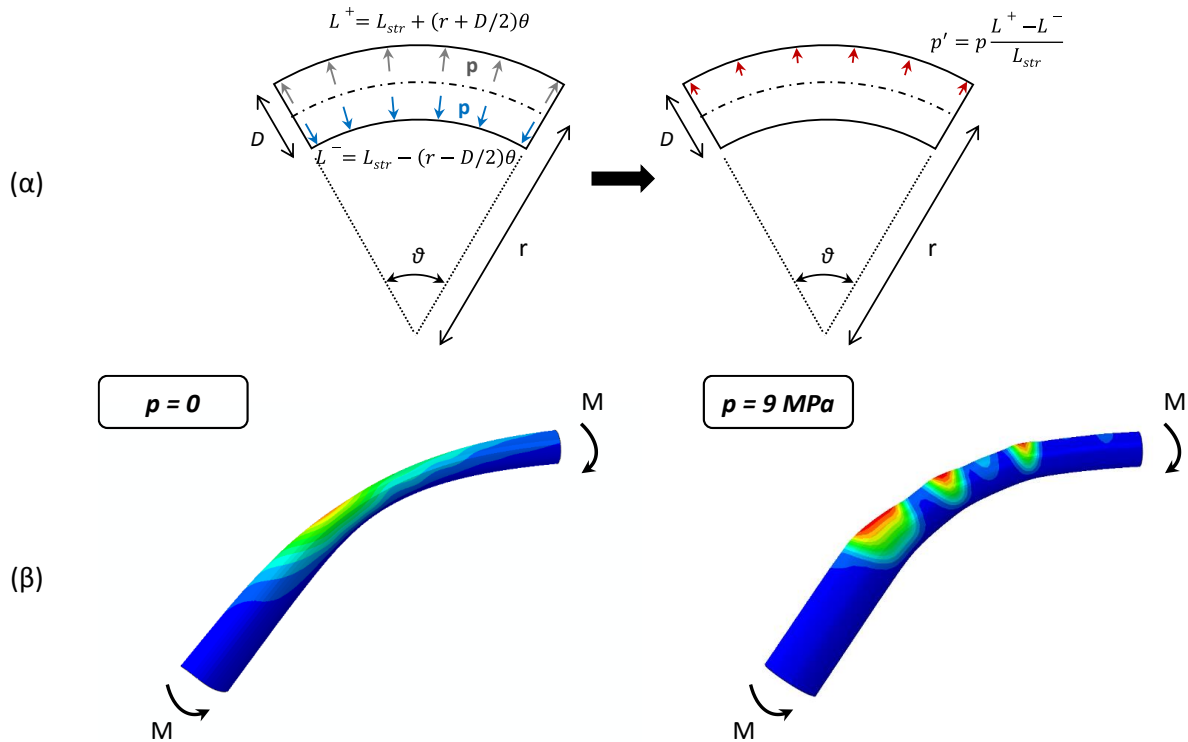 L⁺ = L_str + (r + D/2)θ
p′ = p (L⁺ − L⁻)/L_str
p
D
p
D
L⁻ = L_str − (r − D/2)θ
(α)
r
r
ϑ
ϑ
p = 0
M
p = 9 MPa
M
(β)
M
M